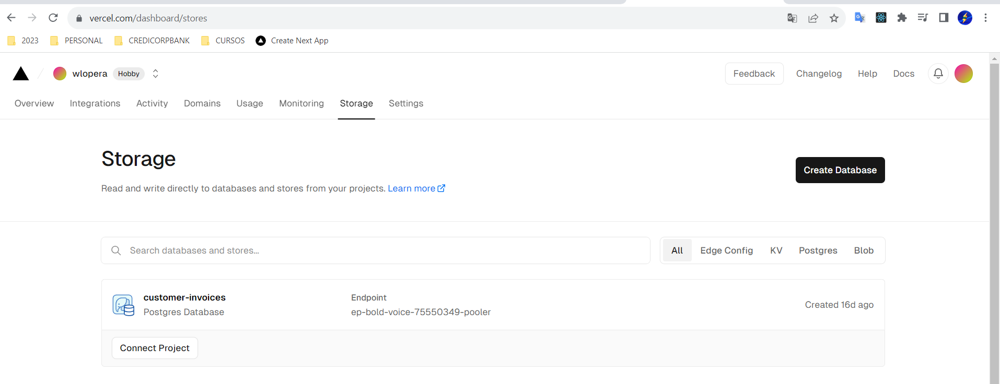 vercel.com/dashboard/stores
2023 PERSONAL CREDICORPBANK CURSOS Create Next App
wlopera Hobby Feedback Changelog Help Docs
Overview Integrations Activity Domains Usage Monitoring Storage Settings
Storage
Create Database
Read and write directly to databases and stores from your projects. Learn more
Search databases and stores... All Edge Config KV Postgres Blob
customer-invoices Endpoint
Postgres Database ep-bold-voice-75550349-pooler Created 16d ago
Connect Project